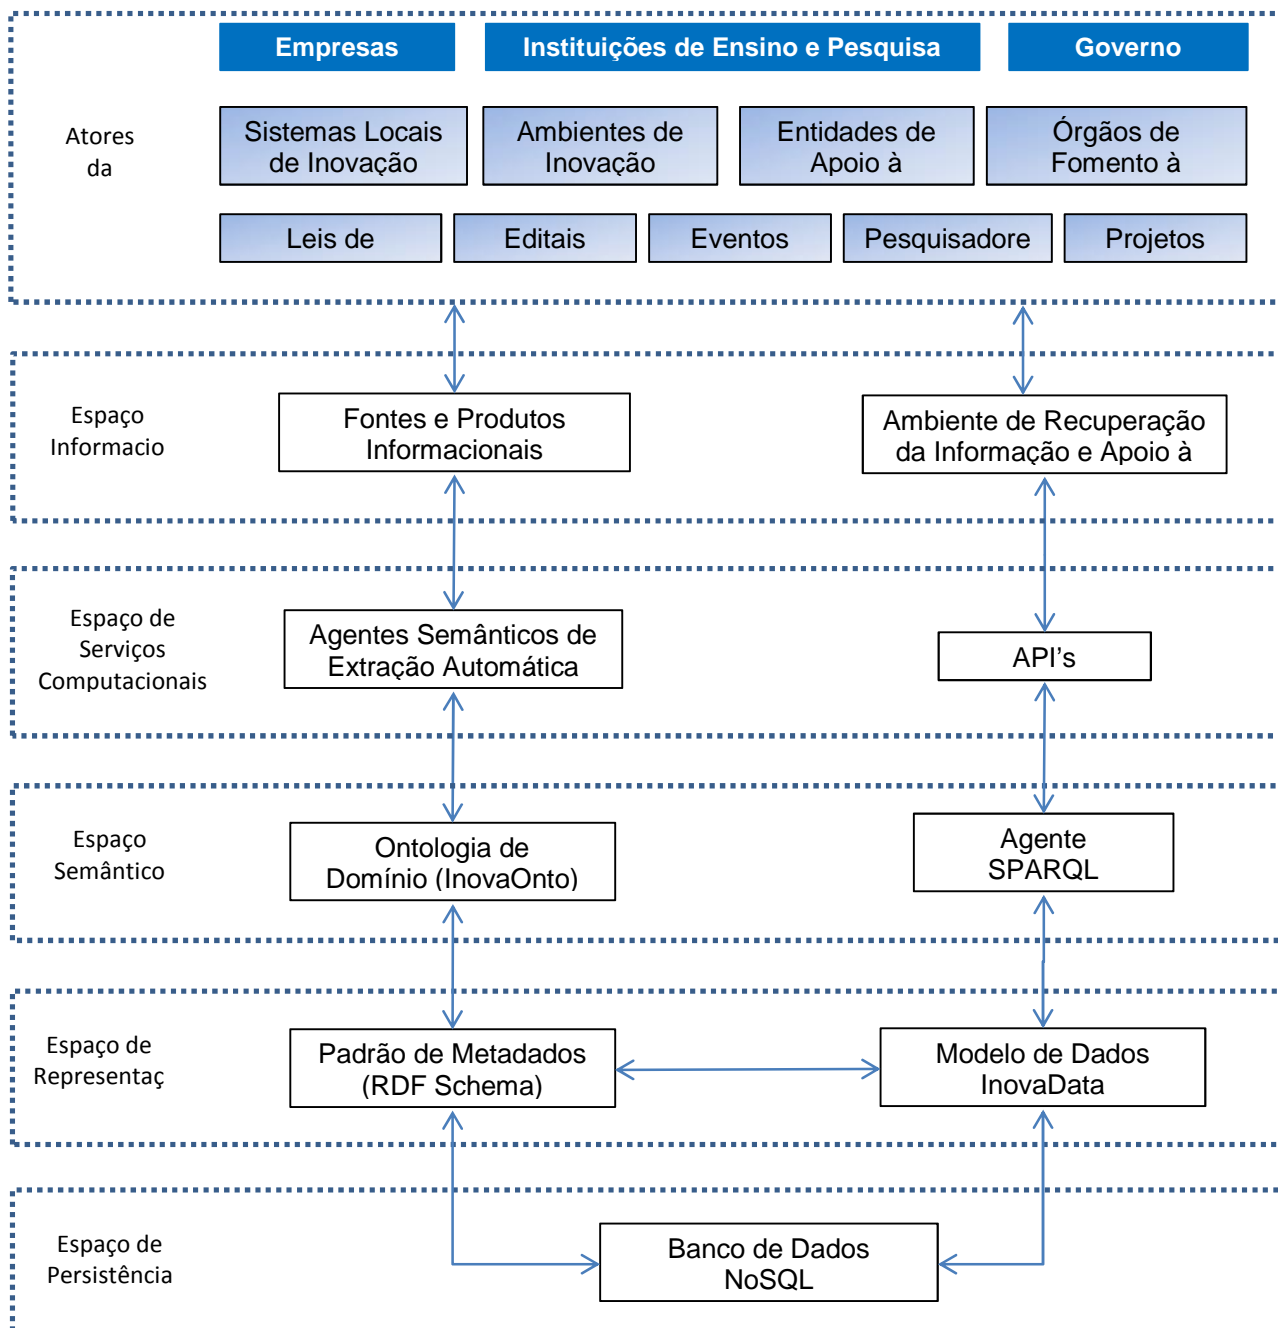 Empresas
Instituições de Ensino e Pesquisa
Governo
Atores
da
Sistemas Locais
de Inovação
Ambientes de
Inovação
Entidades de
Apoio à
Órgãos de
Fomento à
Leis de
Editais
Eventos
Pesquisadore
Projetos
Espaço
Informacio
Fontes e Produtos
Informacionais
Ambiente de Recuperação
da Informação e Apoio à
Espaço de
Serviços
Computacionais
Agentes Semânticos de
Extração Automática
API's
Espaço
Semântico
Ontologia de
Domínio (InovaOnto)
Agente
SPARQL
Espaço de
Representaç
Padrão de Metadados
(RDF Schema)
Modelo de Dados
InovaData
Espaço de
Persistência
Banco de Dados
NoSQL